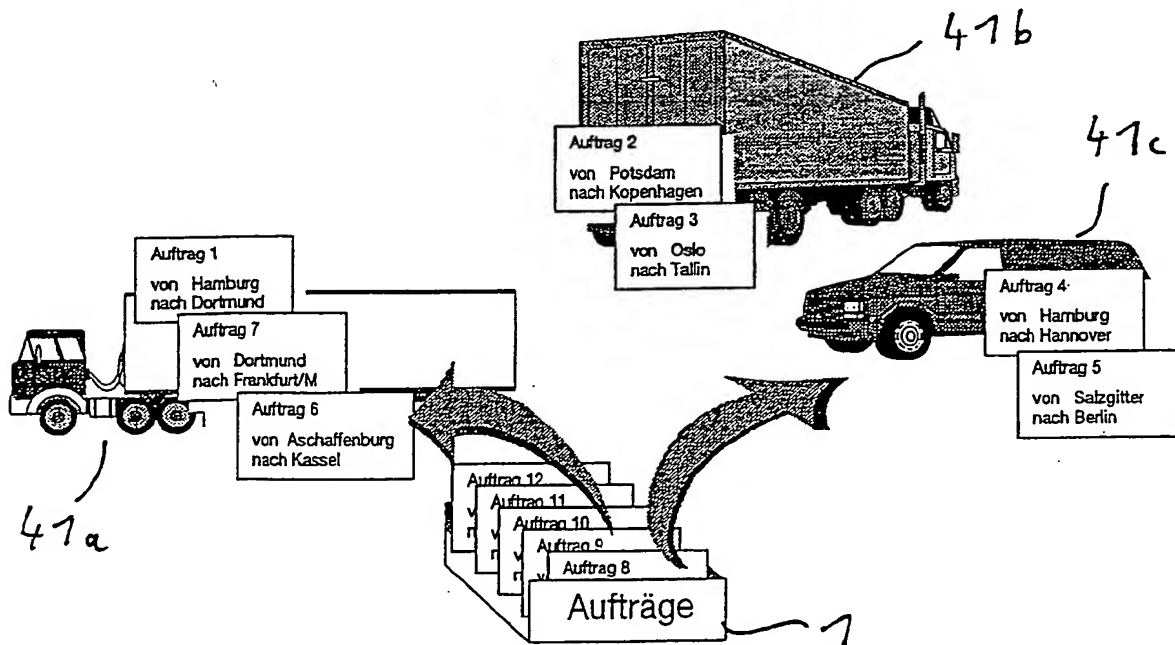 41b
41c
Auftrag 2
von Potsdam
nach Kopenhagen
Auftrag 3
von Oslo
nach Tallin
Auftrag 1
von Hamburg
nach Dortmund
Auftrag 4
von Hamburg
nach Hannover
Auftrag 7
von Dortmund
nach Frankfurt/M
Auftrag 5
von Salzgitter
nach Berlin
Auftrag 6
von Aschaffenburg
nach Kassel
41a
Auftrag 12
Auftrag 11
Auftrag 10
Auftrag 9
Auftrag 8
Aufträge
1